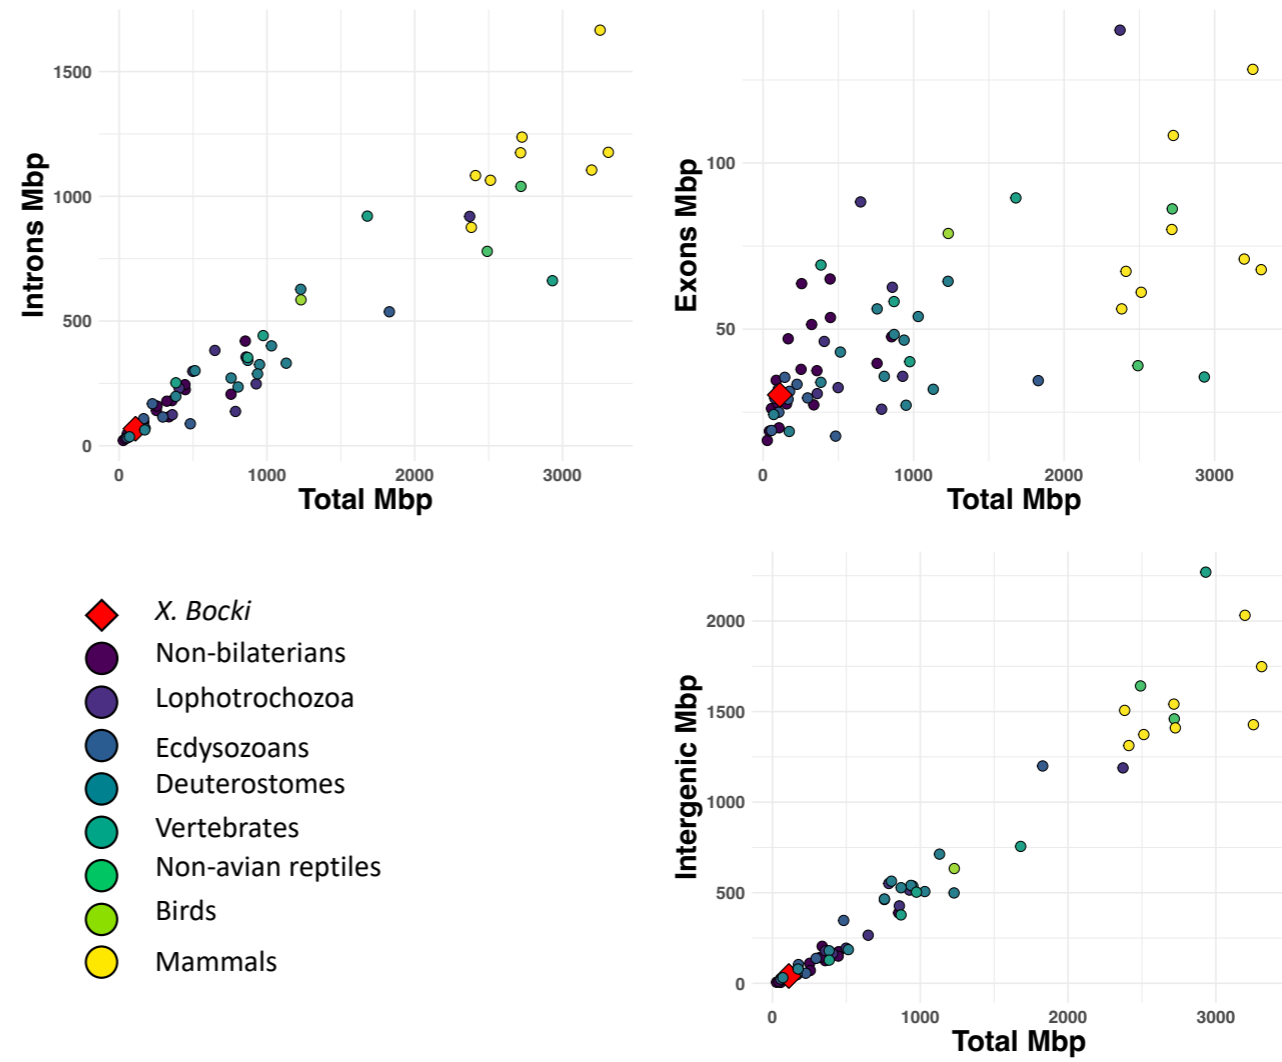 Introns Mbp
1500
1000
500
0
0 1000 2000 3000
Total Mbp
Exons Mbp
100
50
0 1000 2000 3000
Total Mbp
X. Bocki
Non-bilaterians
Lophotrochozoa
Ecdysozoans
Deuterostomes
Vertebrates
Non-avian reptiles
Birds
Mammals
Intergenic Mbp
2000
1500
1000
500
0
0 1000 2000 3000
Total Mbp